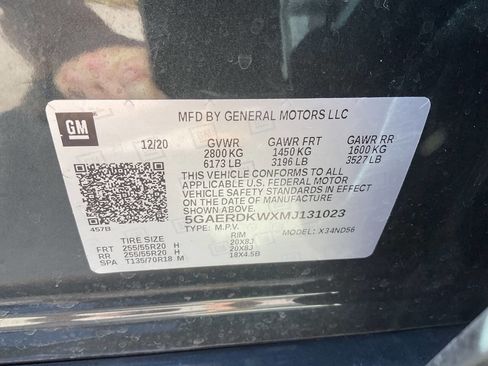 GM
MFD BY GENERAL MOTORS LLC
12/20 GVWR GAWR FRT GAWR RR
2800 KG 1450 KG 1600 KG
6173 LB 3196 LB 3527 LB
THIS VEHICLE CONFORMS TO ALL
APPLICABLE U.S. FEDERAL MOTOR
VEHICLE SAFETY AND THEFT
PREVENTION STANDARDS IN EFFECT
ON THE DATE OF MANUFACTURE
SHOWN ABOVE.
5GAERDKWXMJ131023
457B
TYPE: M.P.V. MODEL: X34ND56
TIRE SIZE RIM
FRT 255/55R20 H 20X8J
RR 255/55R20 H 20X8J
SPA T135/70R18 M 18X4.5B